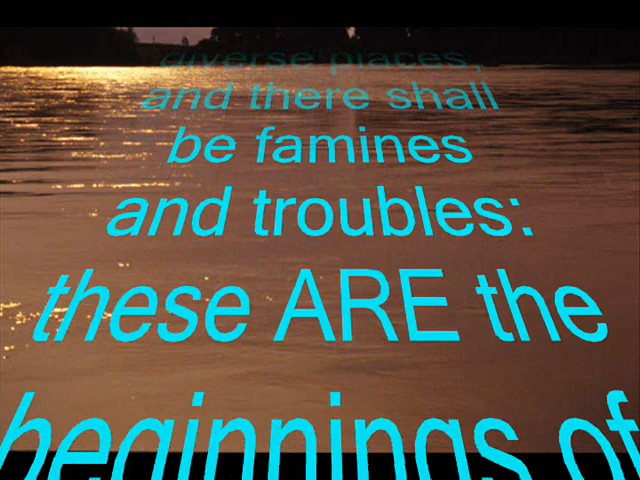 diverse places,
and there shall
be famines
and troubles:
these ARE the
beginnings of